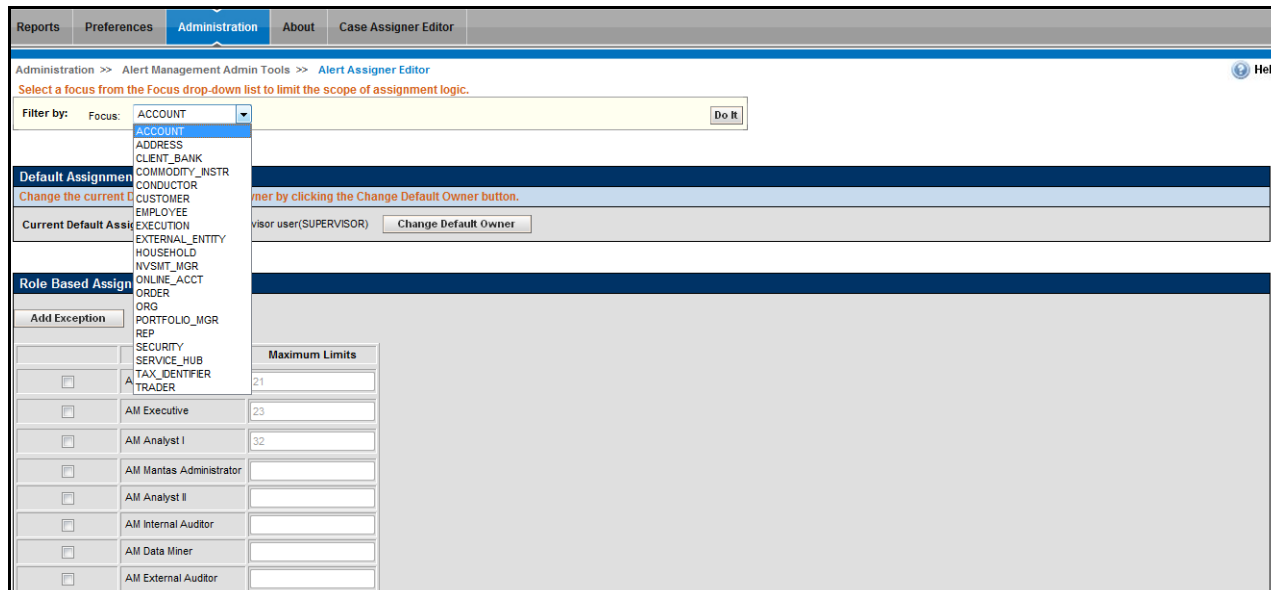 Reports Preferences Administration About Case Assigner Editor
Administration >> Alert Management Admin Tools >> Alert Assigner Editor Hel
Select a focus from the Focus drop-down list to limit the scope of assignment logic.
Filter by: Focus: ACCOUNT Do It
ACCOUNT
ADDRESS
CLIENT_BANK
COMMODITY_INSTR
CONDUCTOR
CUSTOMER
EMPLOYEE
EXECUTION
EXTERNAL_ENTITY
HOUSEHOLD
NVSMT_MGR
ONLINE_ACCT
ORDER
ORG
PORTFOLIO_MGR
REP
SECURITY
SERVICE_HUB
TAX_IDENTIFIER
TRADER
Default Assignmen
Change the current D ner by clicking the Change Default Owner button.
Current Default Assig visor user(SUPERVISOR) Change Default Owner
Role Based Assign
Add Exception
Maximum Limits
A 21
AM Executive 23
AM Analyst I 32
AM Mantas Administrator
AM Analyst II
AM Internal Auditor
AM Data Miner
AM External Auditor